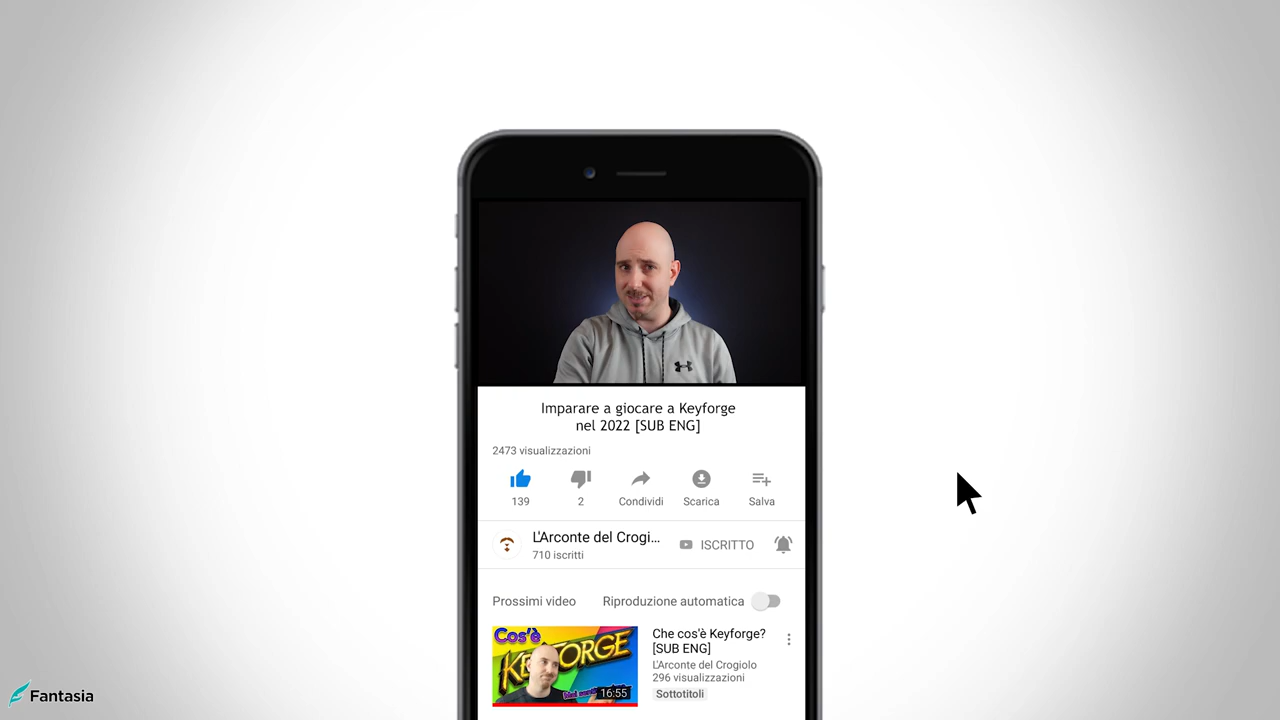 Imparare a giocare a Keyforge
nel 2022 [SUB ENG]
2473 visualizzazioni
139
2
Condividi
Scarica
Salva
L'Arconte del Crogi...
710 iscritti
ISCRITTO
Prossimi video
Riproduzione automatica
Cos'è
KEYFORGE
16:55
Che cos'è Keyforge?
[SUB ENG]
L'Arconte del Crogiolo
296 visualizzazioni
Sottotitoli
Fantasia